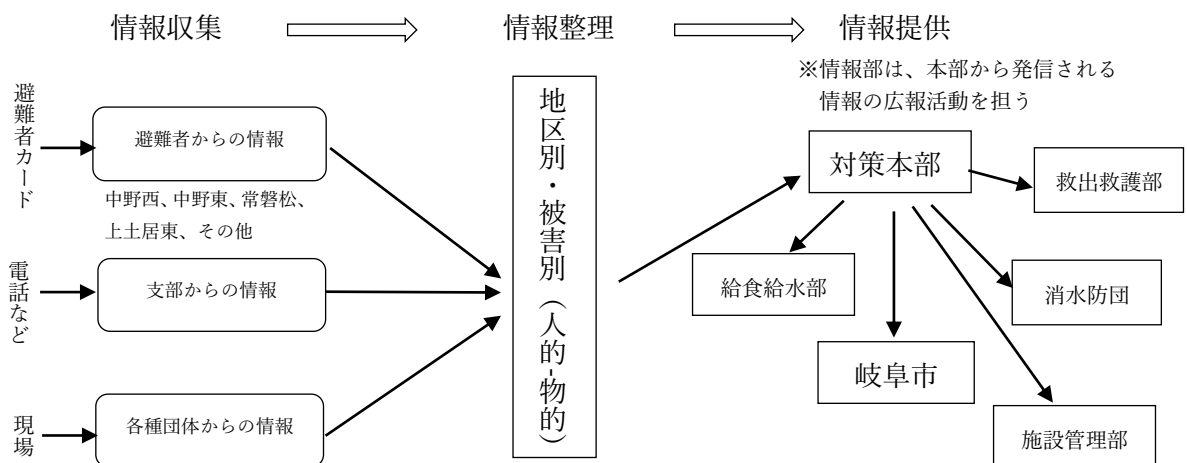 情報収集
情報整理
情報提供
※情報部は、本部から発信される
情報の広報活動を担う
避難者カード
避難者からの情報
中野西、中野東、常磐松、
上土居東、その他
電話など
支部からの情報
現場
各種団体からの情報
地区別・被害別（人的-物的）
対策本部
救出救護部
給食給水部
消水防団
岐阜市
施設管理部